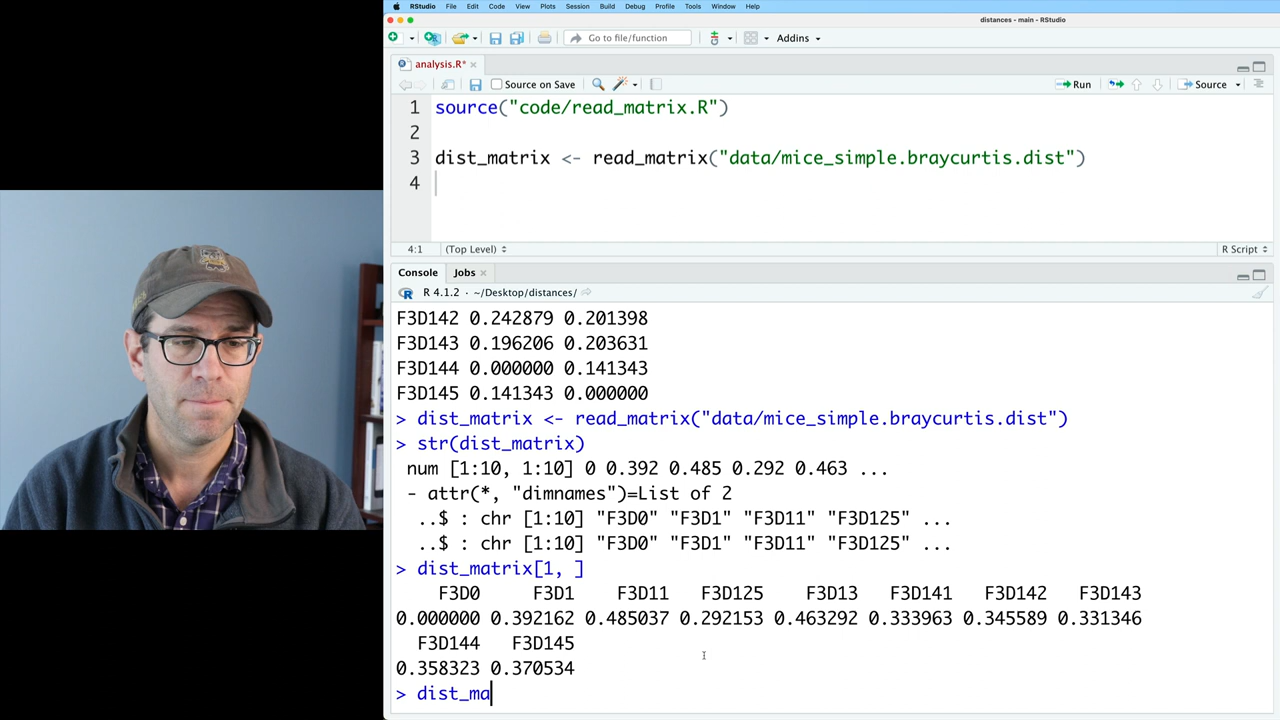 RStudio File Edit Code View Plots Session Build Debug Profile Tools Window Help
distances - main - RStudio
Go to file/function Addins
analysis.R*
Source on Save Run Source
1 source("code/read_matrix.R")
2
3 dist_matrix <- read_matrix("data/mice_simple.braycurtis.dist")
4
4:1 (Top Level) R Script
Console Jobs
R 4.1.2 · ~/Desktop/distances/
F3D142 0.242879 0.201398
F3D143 0.196206 0.203631
F3D144 0.000000 0.141343
F3D145 0.141343 0.000000
> dist_matrix <- read_matrix("data/mice_simple.braycurtis.dist")
> str(dist_matrix)
num [1:10, 1:10] 0 0.392 0.485 0.292 0.463 ...
- attr(*, "dimnames")=List of 2
..$ : chr [1:10] "F3D0" "F3D1" "F3D11" "F3D125" ...
..$ : chr [1:10] "F3D0" "F3D1" "F3D11" "F3D125" ...
> dist_matrix[1, ]
F3D0 F3D1 F3D11 F3D125 F3D13 F3D141 F3D142 F3D143
0.000000 0.392162 0.485037 0.292153 0.463292 0.333963 0.345589 0.331346
F3D144 F3D145
0.358323 0.370534
> dist_ma